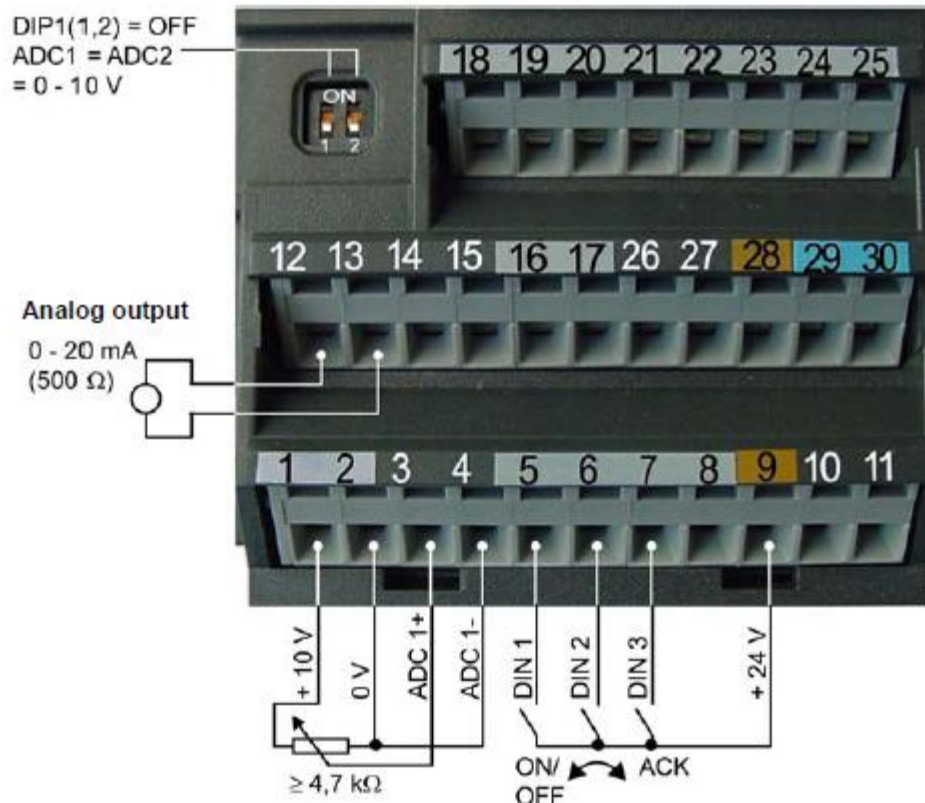 DIP1(1,2) = OFF
ADC1 = ADC2
= 0 - 10 V
ON
1 2
18 19 20 21 22 23 24 25
12 13 14 15 16 17 26 27 28 29 30
Analog output
0 - 20 mA
(500 Ω)
1 2 3 4 5 6 7 8 9 10 11
+ 10 V
0 V
ADC 1+
ADC 1-
DIN 1
DIN 2
DIN 3
+ 24 V
≥ 4,7 kΩ
ON/
OFF
ACK